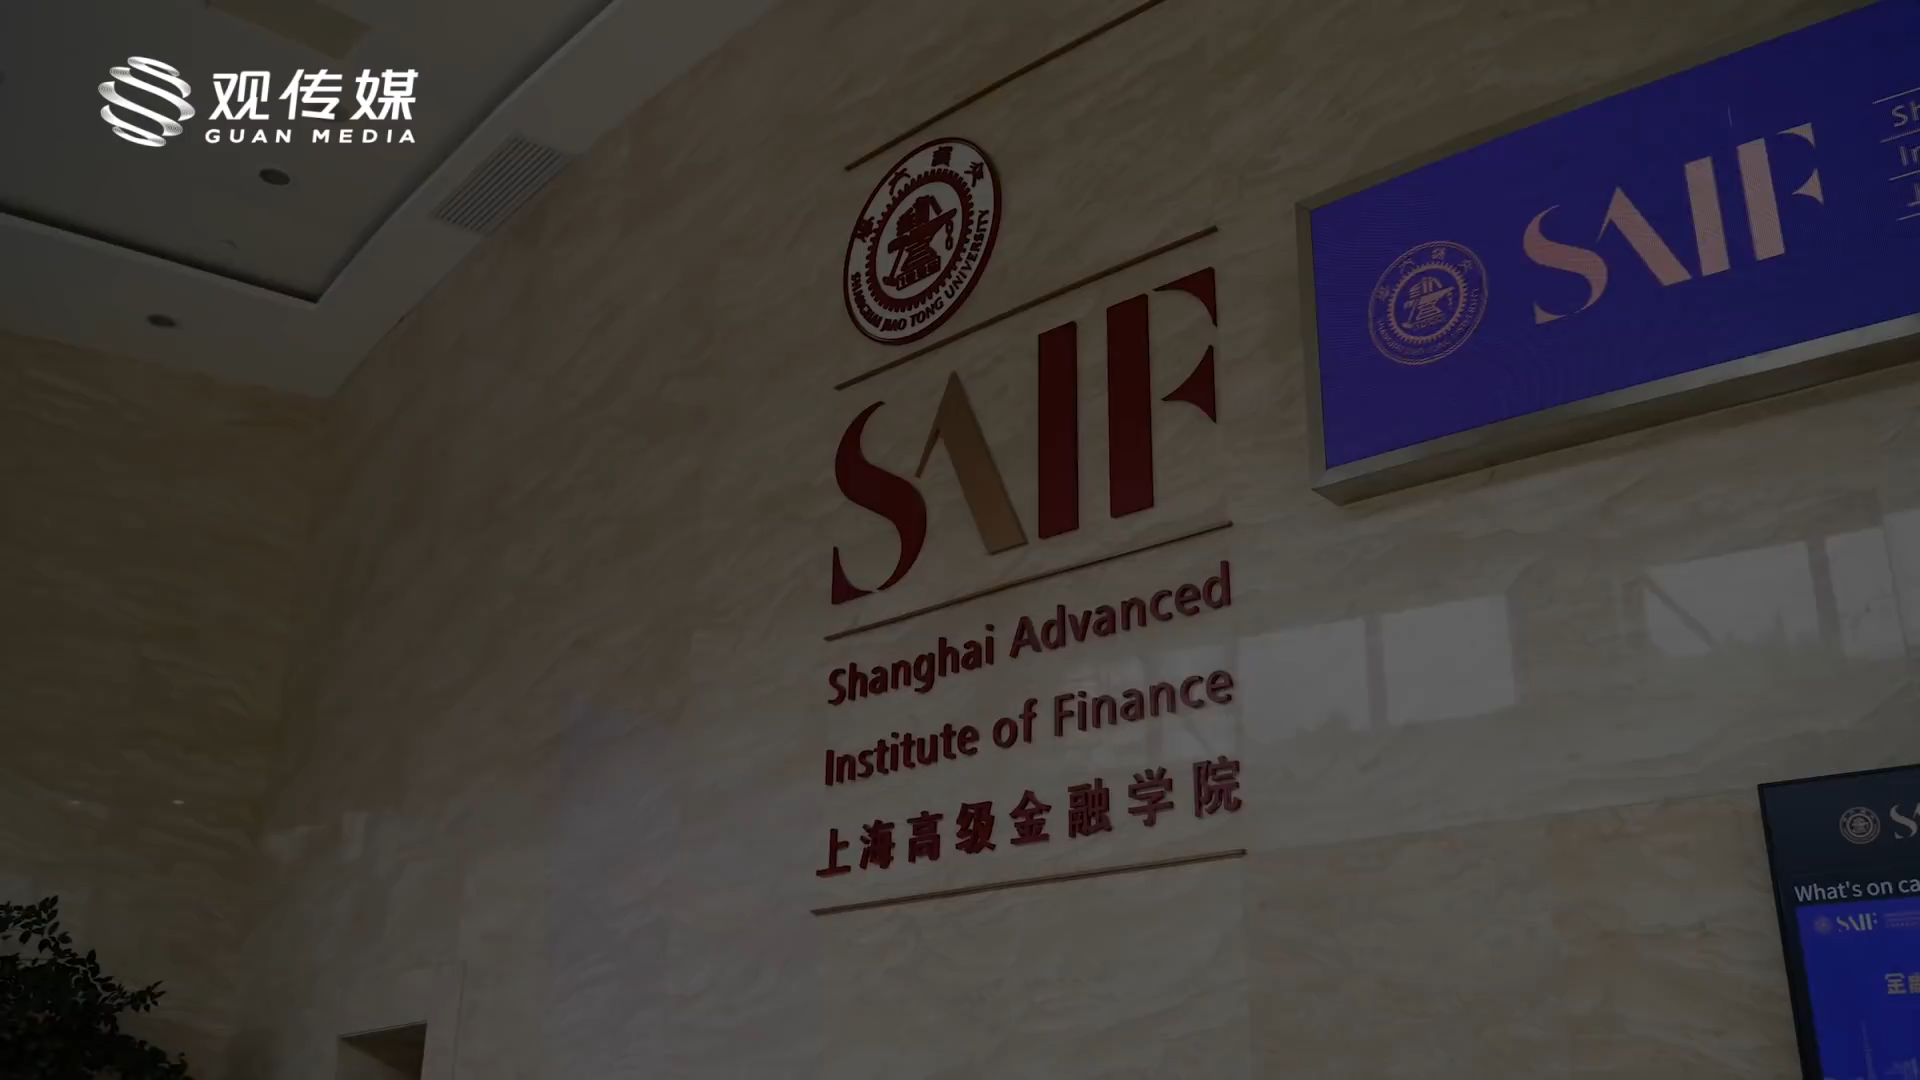 观传媒
GUAN MEDIA
SHANGHAI JIAO TONG UNIVERSITY
SAIF
Shanghai Advanced
Institute of Finance
上海高级金融学院
SAIF
What's on ca
SAIF